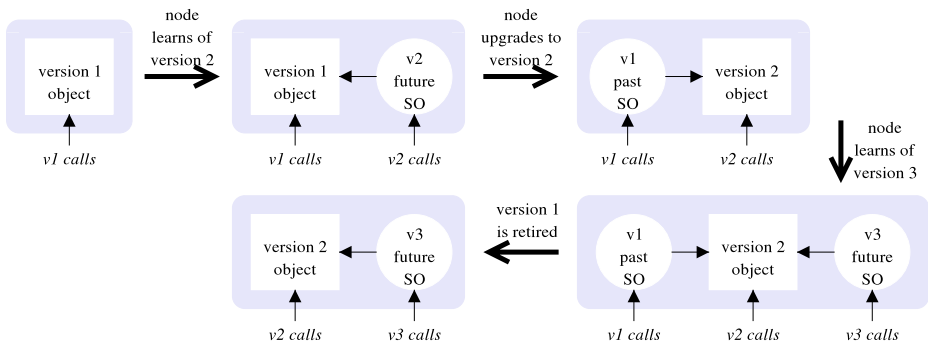 version 1
object
v1 calls
node
learns of
version 2
version 1
object
v2
future
SO
v1 calls
v2 calls
node
upgrades to
version 2
v1
past
SO
version 2
object
v1 calls
v2 calls
node
learns of
version 3
v1
past
SO
version 2
object
v3
future
SO
v1 calls
v2 calls
v3 calls
version 1
is retired
version 2
object
v3
future
SO
v2 calls
v3 calls